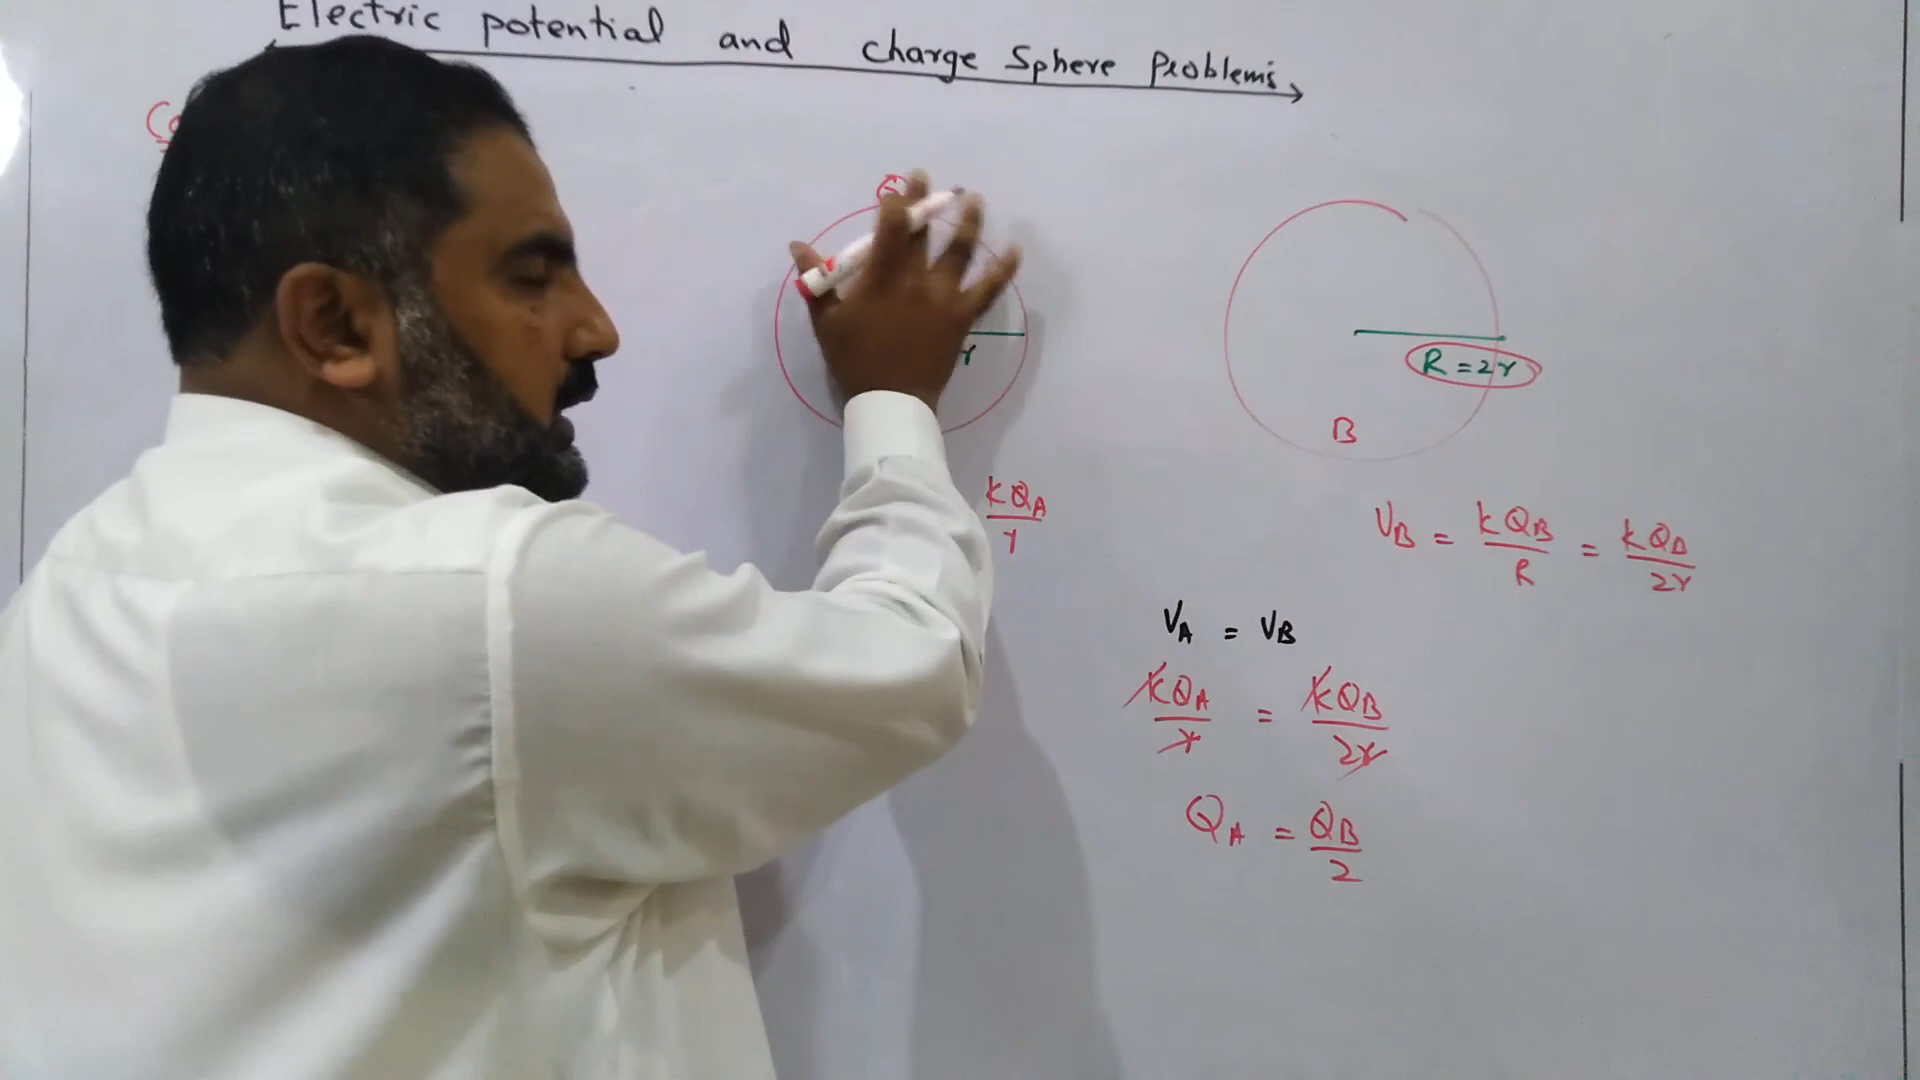 Electric potential and charge Sphere Problems
r
R = 2r
B
kQA/r
VB = kQB/R = kQB/2r
VA = VB
kQA/r = kQB/2r
QA = QB/2